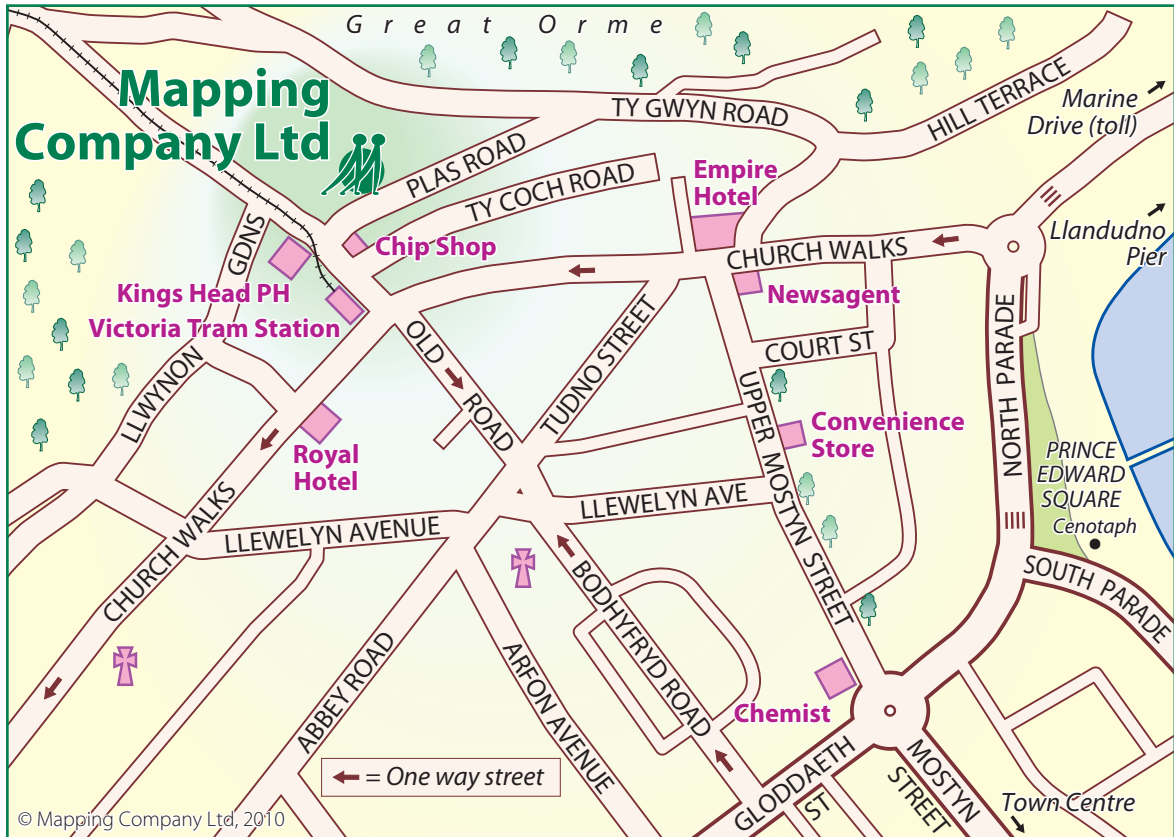 Great Orme
Mapping
Company Ltd
TY GWYN ROAD
HILL TERRACE
Marine
Drive (toll)
PLAS ROAD
TY COCH ROAD
Empire
Hotel
Llandudno
Pier
Chip Shop
CHURCH WALKS
GDNS
Kings Head PH
Newsagent
Victoria Tram Station
OLD
ROAD
TUDNO STREET
COURT ST
NORTH PARADE
LLWYNON
UPPER MOSTYN STREET
Convenience
Store
Royal
Hotel
PRINCE
EDWARD
SQUARE
Cenotaph
CHURCH WALKS
LLEWELYN AVENUE
LLEWELYN AVE
SOUTH PARADE
BODHYFRYD ROAD
ABBEY ROAD
ARFON AVENUE
Chemist
GLODDAETH
ST
MOSTYN
STREET
= One way street
Town Centre
© Mapping Company Ltd, 2010